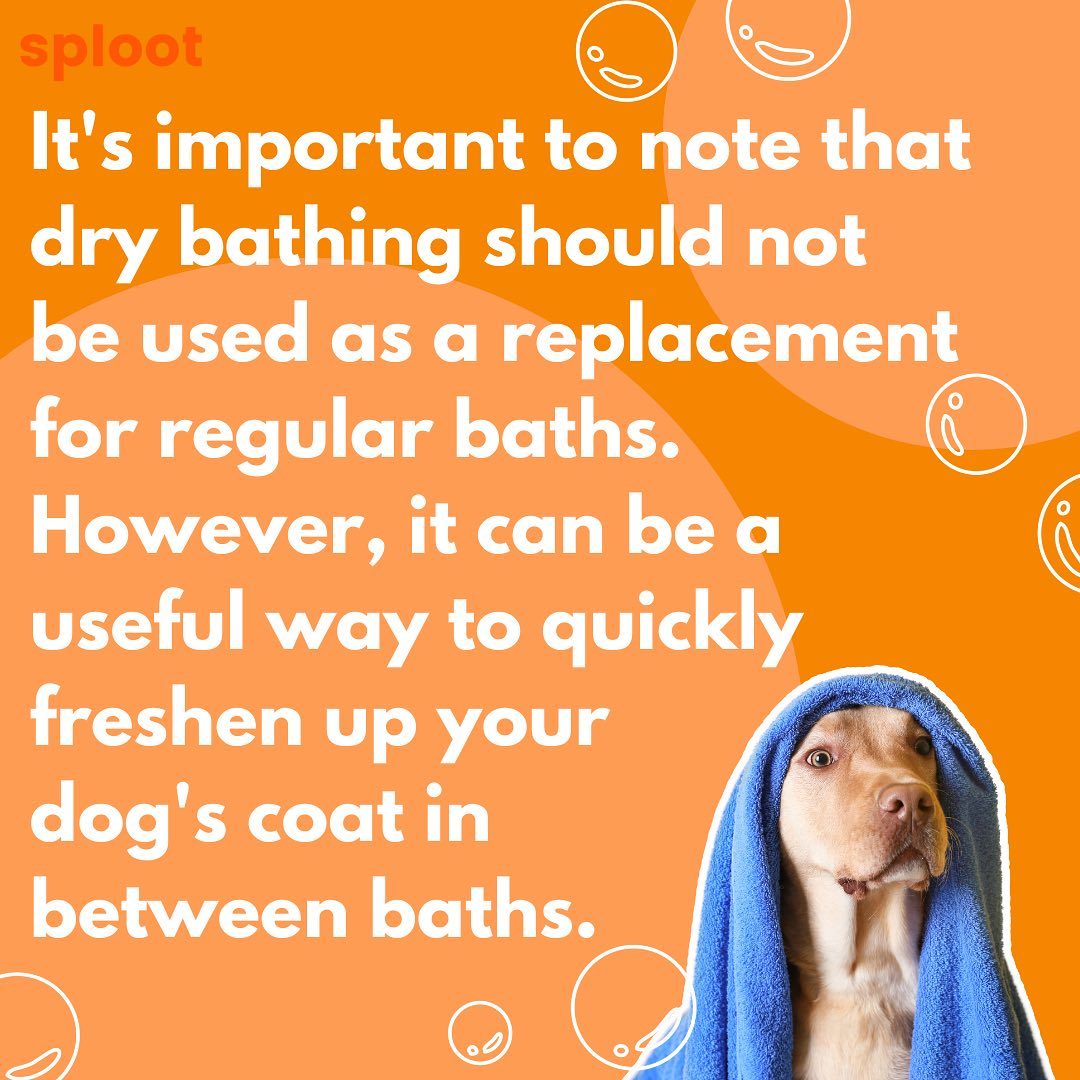 sploot
It's important to note that
dry bathing should not
be used as a replacement
for regular baths.
However, it can be a
useful way to quickly
freshen up your
dog's coat in
between baths.